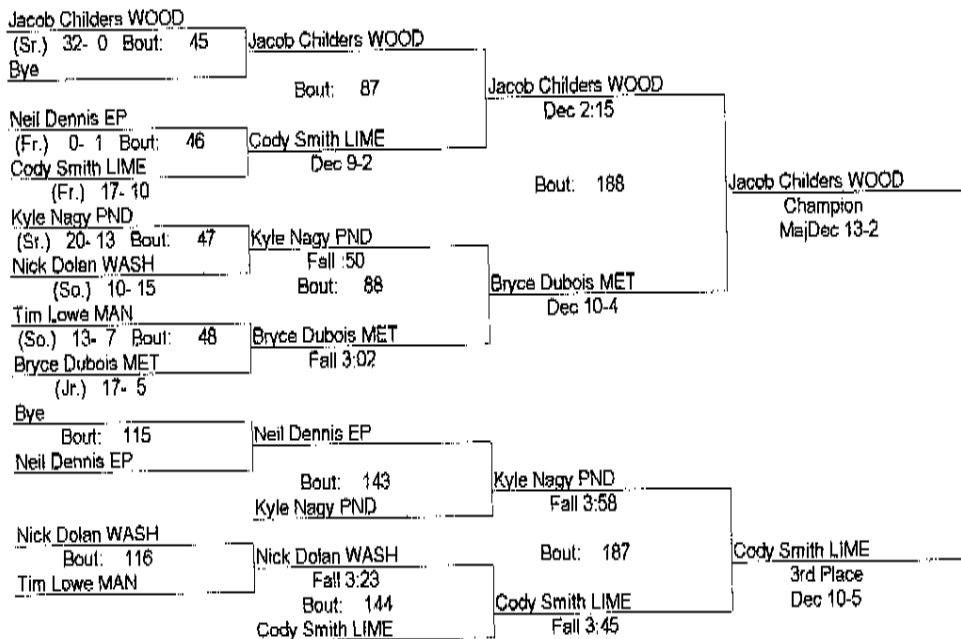 Jacob Childers WOOD
(Sr.) 32- 0 Bout: 45
Bye
Jacob Childers WOOD
Bout: 87
Neil Dennis EP
(Fr.) 0- 1 Bout: 46
Cody Smith LIME
(Fr.) 17- 10
Cody Smith LIME
Dec 9-2
Jacob Childers WOOD
Dec 2:15
Bout: 188
Kyle Nagy PND
(Sr.) 20- 13 Bout: 47
Nick Dolan WASH
(So.) 10- 15
Kyle Nagy PND
Fall :50
Bout: 88
Tim Lowe MAN
(So.) 13- 7 Bout: 48
Bryce Dubois MET
(Jr.) 17- 5
Bryce Dubois MET
Fall 3:02
Bryce Dubois MET
Dec 10-4
Jacob Childers WOOD
Champion
MajDec 13-2
Bye
Bout: 115
Neil Dennis EP
Neil Dennis EP
Bout: 143
Kyle Nagy PND
Kyle Nagy PND
Fall 3:58
Bout: 187
Nick Dolan WASH
Bout: 116
Tim Lowe MAN
Nick Dolan WASH
Fall 3:23
Bout: 144
Cody Smith LIME
Cody Smith LIME
Fall 3:45
Cody Smith LIME
3rd Place
Dec 10-5